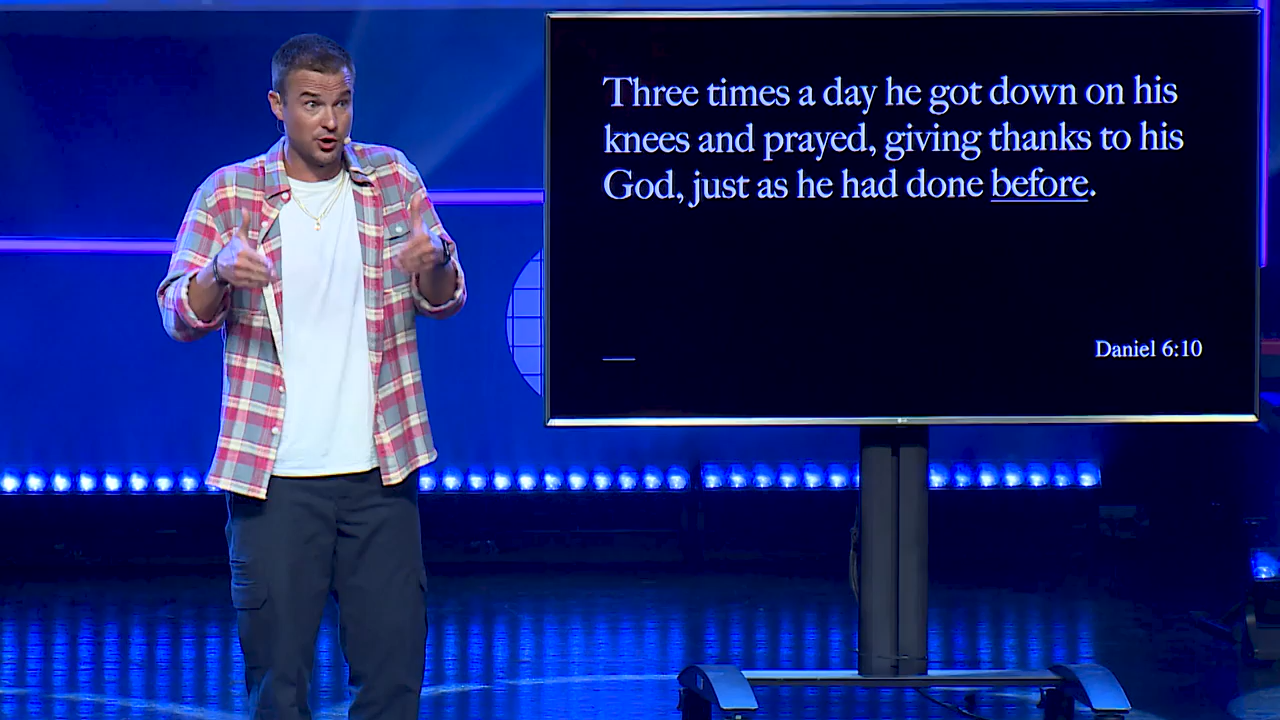 Three times a day he got down on his
knees and prayed, giving thanks to his
God, just as he had done before.
Daniel 6:10